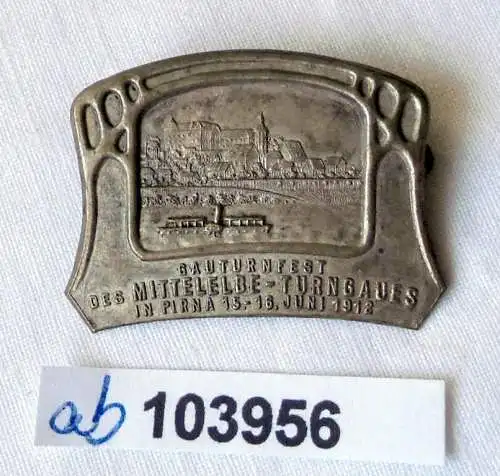 GAUTURNFEST
DES MITTELELBE-TURNGAUES
IN PIRNA 15.-16. JUNI 1912
ab 103956